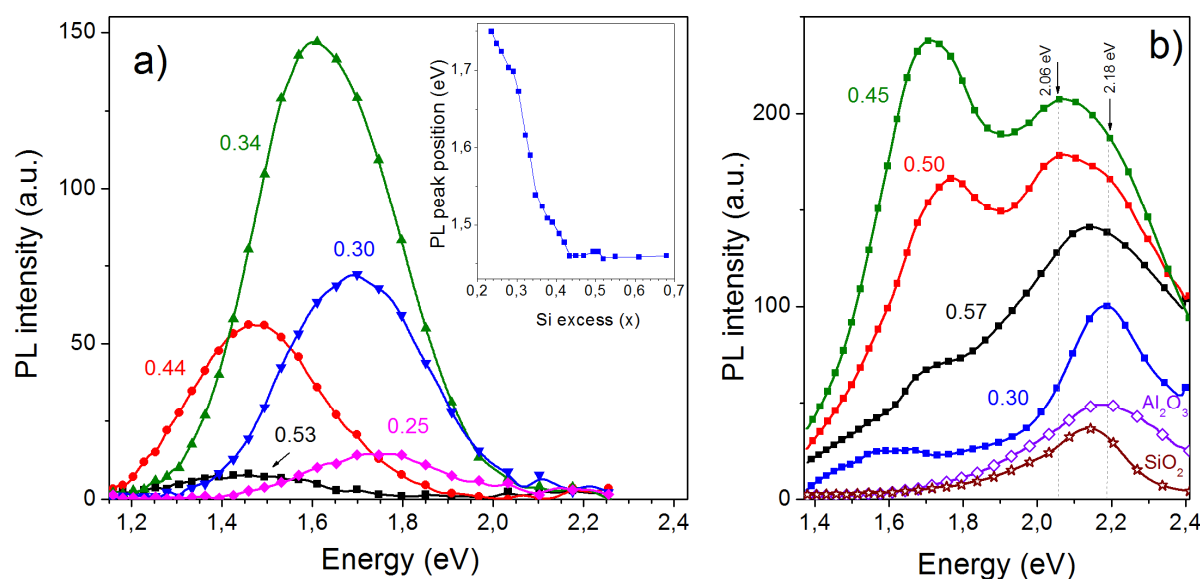 a)
PL intensity (a.u.)
150
100
50
0
0.34
0.30
0.44
0.25
0.53
1,2 1,4 1,6 1,8 2,0 2,2 2,4
Energy (eV)
PL peak position (eV)
1,7
1,6
1,5
0,2 0,3 0,4 0,5 0,6 0,7
Si excess (x)
b)
PL intensity (a.u.)
200
100
0
2.06 eV
2.18 eV
0.45
0.50
0.57
0.30
Al₂O₃
SiO₂
1,4 1,6 1,8 2,0 2,2 2,4
Energy (eV)